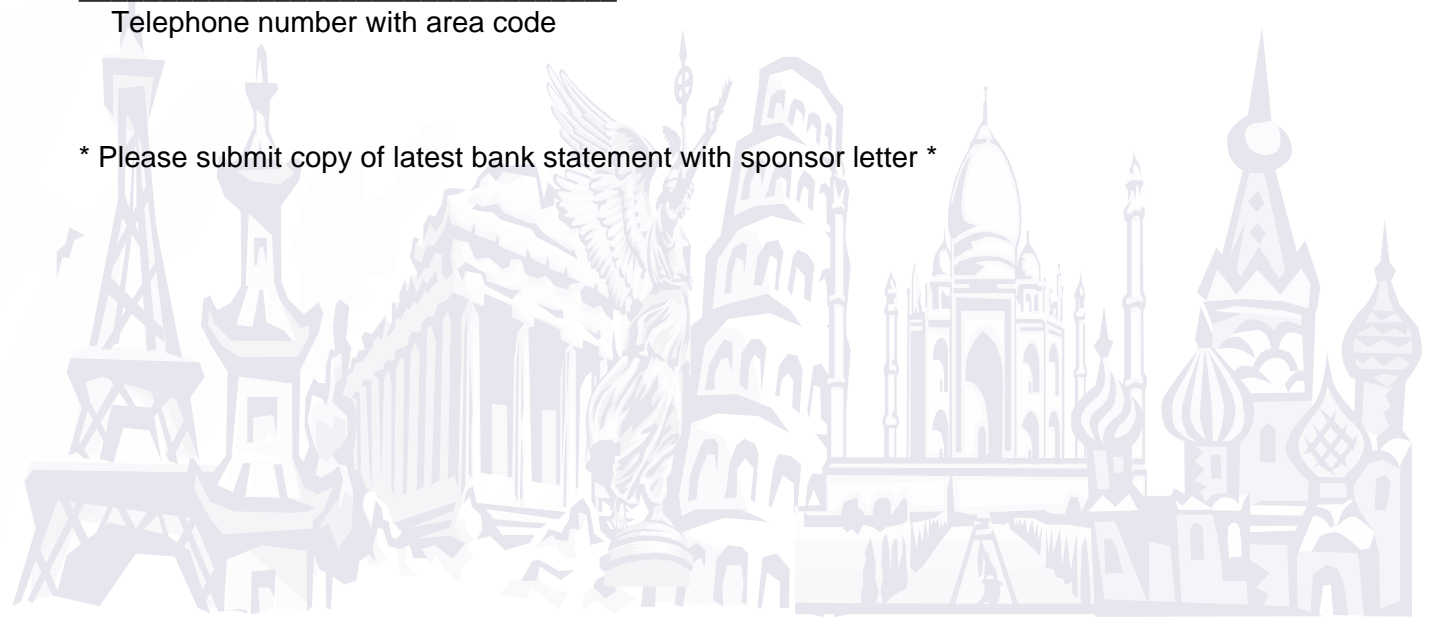 Telephone number with area code
* Please submit copy of latest bank statement with sponsor letter *